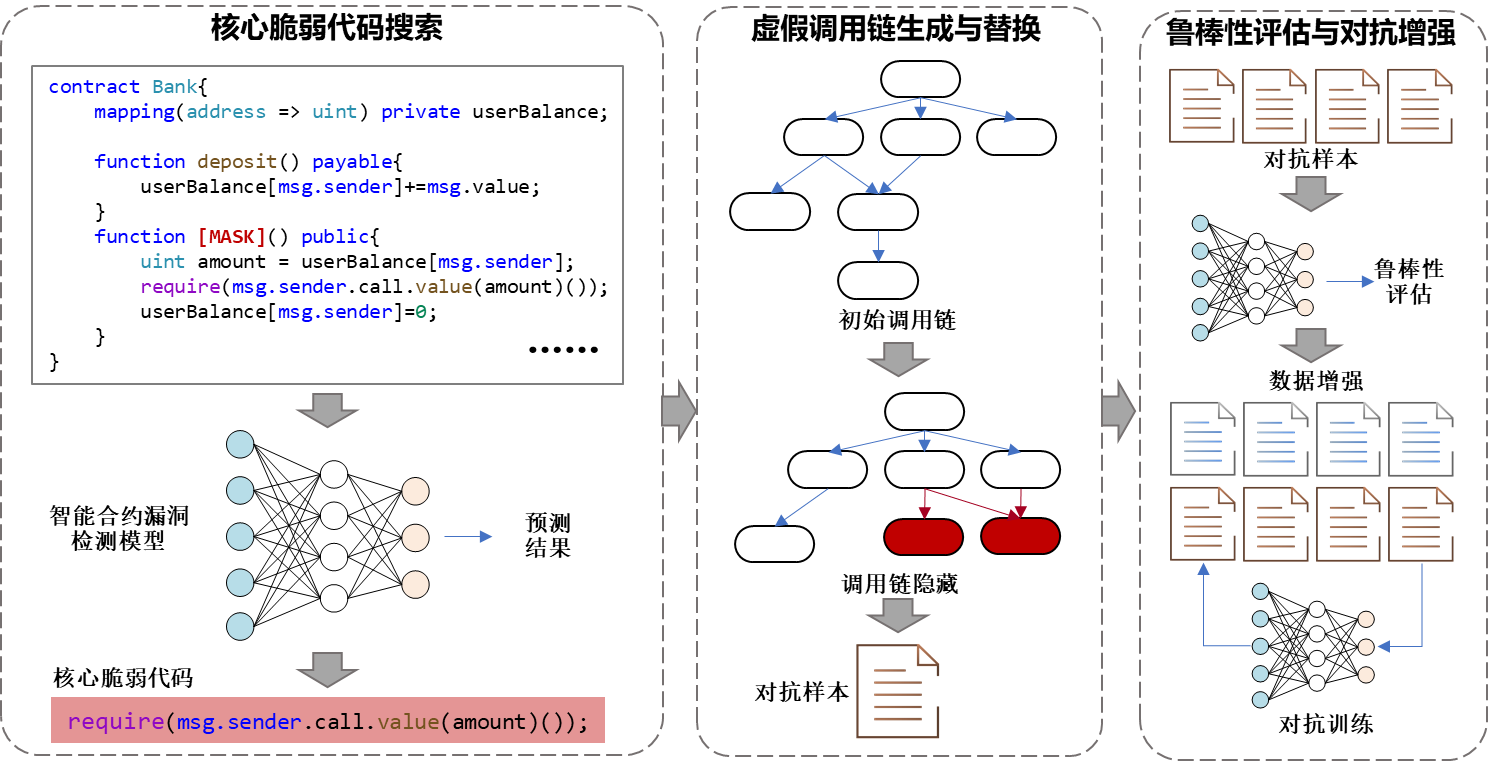 核心脆弱代码搜索
contract Bank{
    mapping(address => uint) private userBalance;
    function deposit() payable{
        userBalance[msg.sender]+=msg.value;
    }
    function [MASK]() public{
        uint amount = userBalance[msg.sender];
        require(msg.sender.call.value(amount)());
        userBalance[msg.sender]=0;
    }
}
......
智能合约漏洞
检测模型
预测
结果
核心脆弱代码
require(msg.sender.call.value(amount)());
虚假调用链生成与替换
初始调用链
调用链隐藏
对抗样本
鲁棒性评估与对抗增强
对抗样本
鲁棒性
评估
数据增强
对抗训练